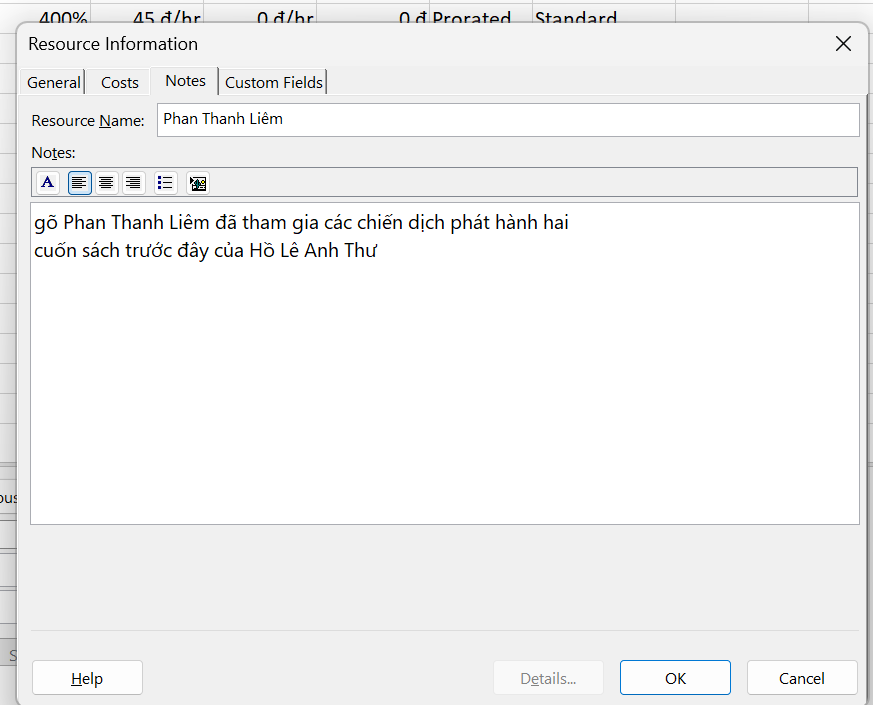 400% 45 đ/hr 0 đ/hr 0 đ Prorated Standard
Resource Information
General Costs Notes Custom Fields
Resource Name: Phan Thanh Liêm
Notes:
A
gõ Phan Thanh Liêm đã tham gia các chiến dịch phát hành hai
cuốn sách trước đây của Hồ Lê Anh Thư
Help Details... OK Cancel